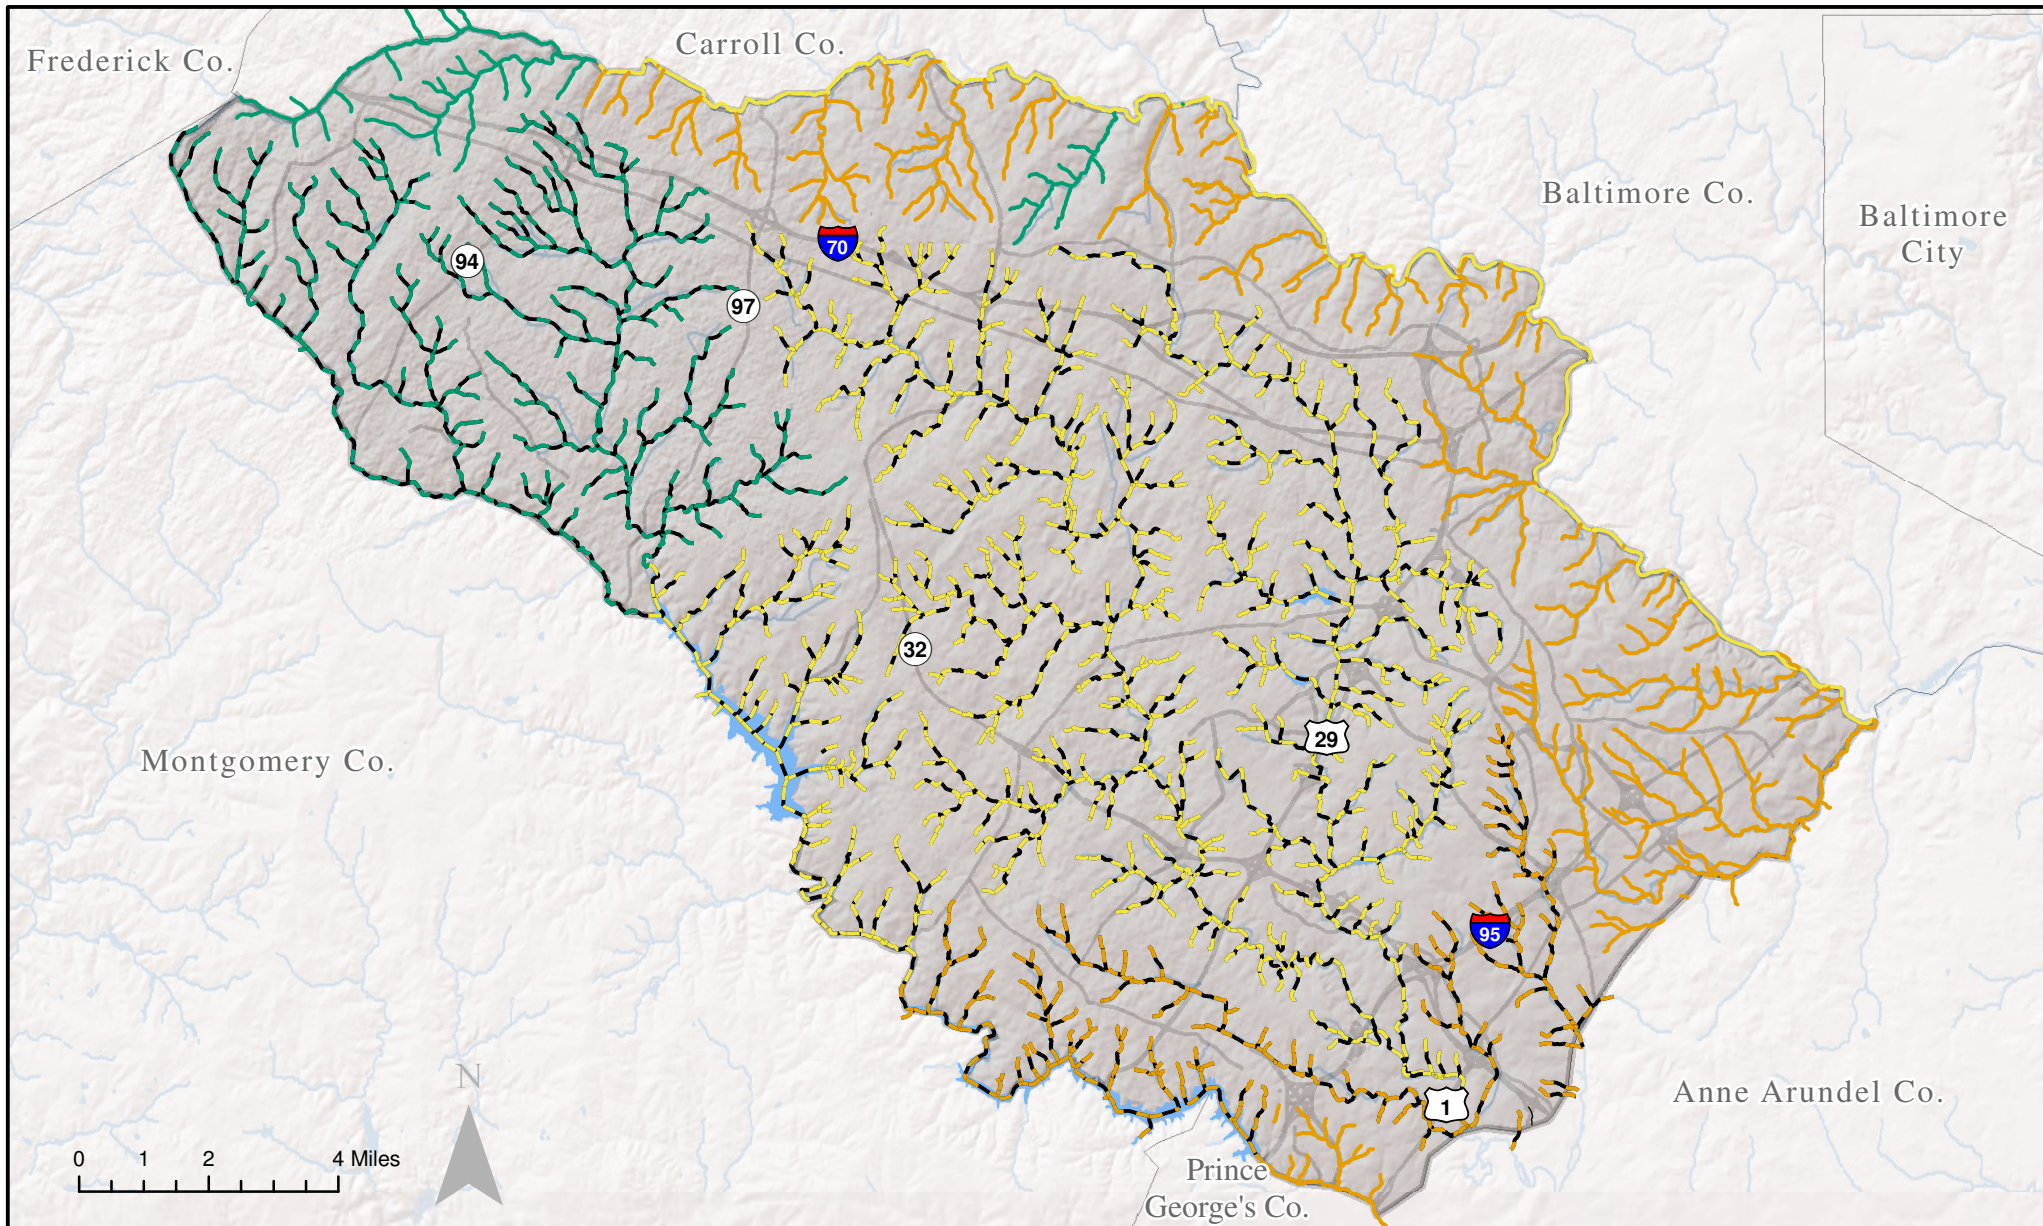 Frederick Co.
Carroll Co.
Baltimore Co.
Baltimore
City
94
70
97
32
29
Montgomery Co.
95
1
Anne Arundel Co.
N
0 1 2 4 Miles
Prince
George's Co.